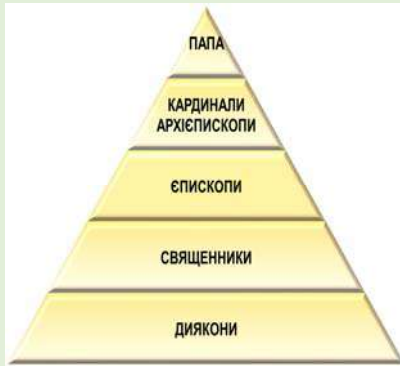 ПАПА
КАРДИНАЛИ
АРХІЄПИСКОПИ
ЄПИСКОПИ
СВЯЩЕННИКИ
ДИЯКОНИ